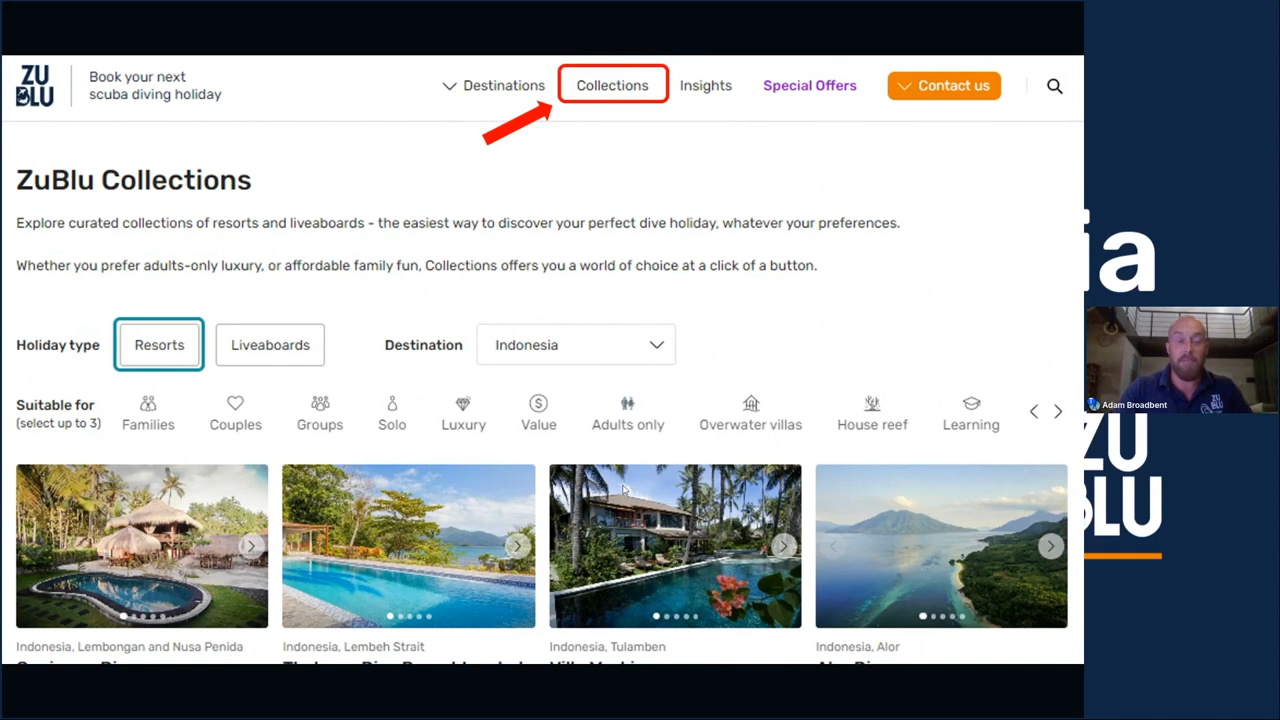 ZU
BLU
Book your next
scuba diving holiday
Destinations
Collections
Insights
Special Offers
Contact us
ZuBlu Collections
Explore curated collections of resorts and liveaboards - the easiest way to discover your perfect dive holiday, whatever your preferences.
Whether you prefer adults-only luxury, or affordable family fun, Collections offers you a world of choice at a click of a button.
Holiday type
Resorts
Liveaboards
Destination
Indonesia
Suitable for
(select up to 3)
Families
Couples
Groups
Solo
Luxury
Value
Adults only
Overwater villas
House reef
Learning
Indonesia, Lembongan and Nusa Penida
Indonesia, Lembeh Strait
Indonesia, Tulamben
Indonesia, Alor
ia
Adam Broadbent
ZU
BLU
ZU
BLU